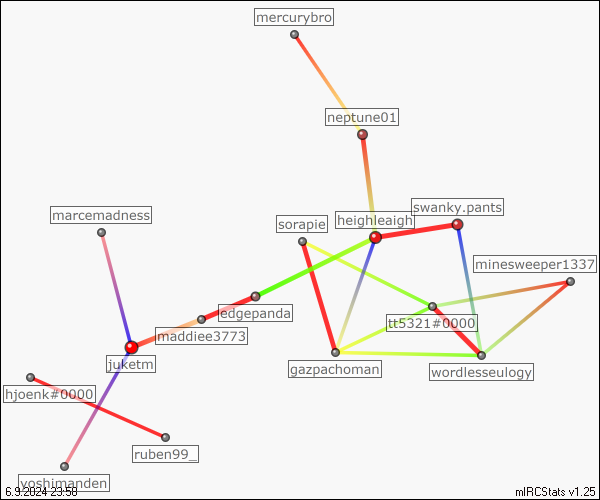 mercurybro
neptune01
marcemadness
swanky.pants
sorapie
heighleaigh
minesweeper1337
edgepanda
tt5321#0000
maddiee3773
juketm
gazpachoman
wordlesseulogy
hjoenk#0000
ruben99_
yoshimanden
6.9.2024 23:58
mIRCStats v1.25